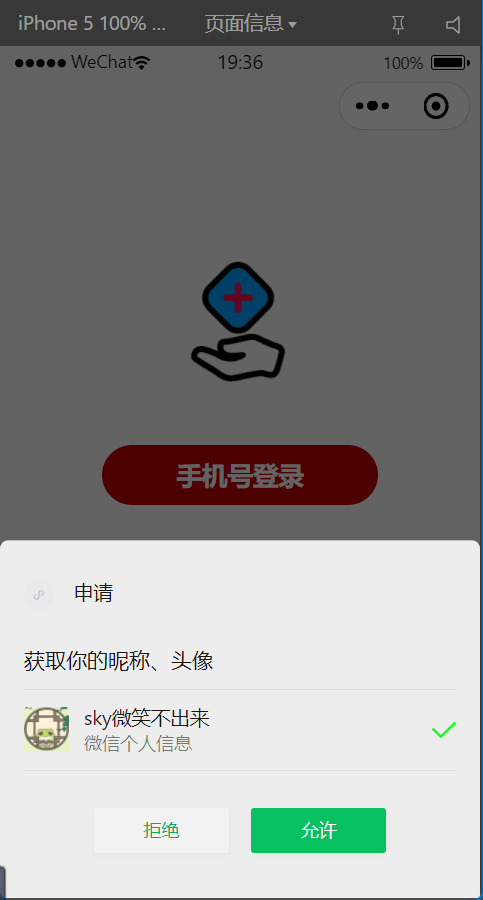 iPhone 5 100% ... 页面信息
WeChat 19:36 100%
手机号登录
申请
获取你的昵称、头像
sky微笑不出来
微信个人信息
拒绝 允许